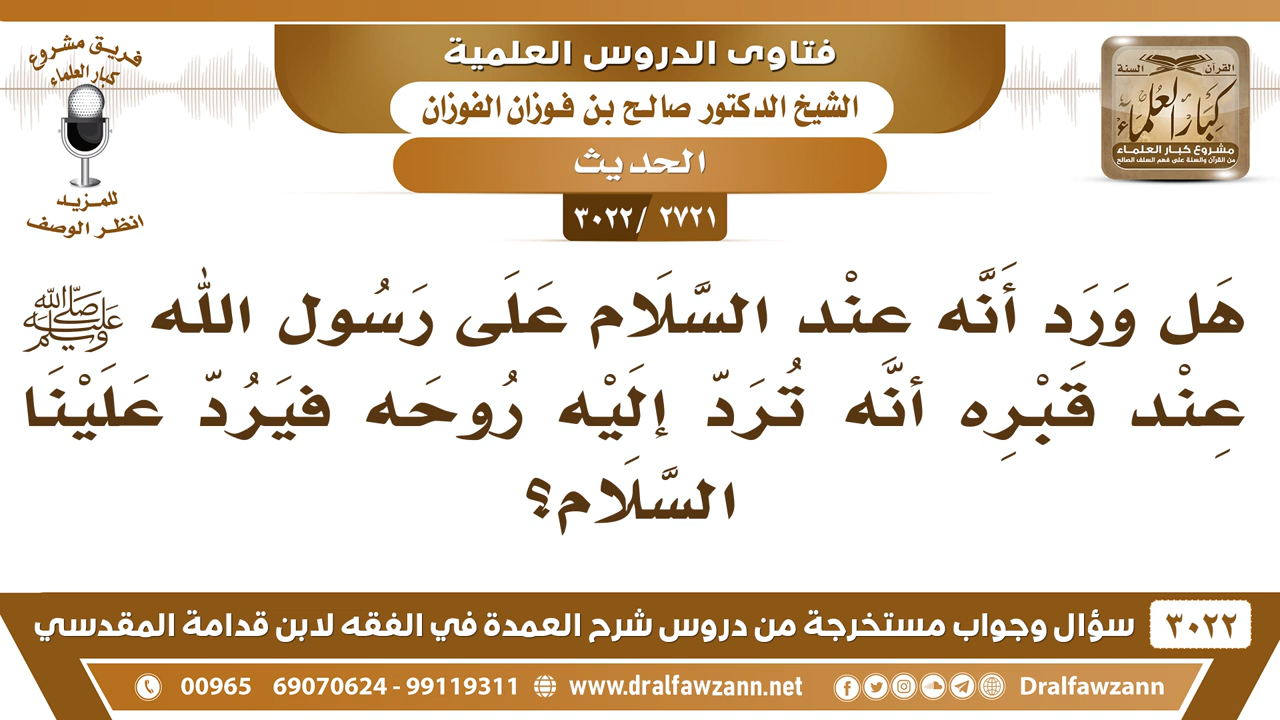 فتاوى الدروس العلمية
الشيخ الدكتور صالح بن فوزان الفوزان
الحديث
٢٧٢١ / ٣٠٢٢
القرآن السنة
كبار العلماء
مشروع كبار العلماء
من القرآن والسنة على فهم السلف الصالح
فريق مشروع
كبار العلماء
للمزيد
انظر الوصف
هَل وَرَد أَنَّه عنْد السَّلَام عَلَى رَسُول الله صلى الله عليه وسلم
عِنْد قَبْرِه أنَّه تُرَدّ إلَيْه رُوحَه فيَرُدّ عَلَيْنَا
السَّلَام؟
٣٠٢٢ سؤال وجواب مستخرجة من دروس شرح العمدة في الفقه لابن قدامة المقدسي
00965 69070624 - 99119311 www.dralfawzann.net Dralfawzann